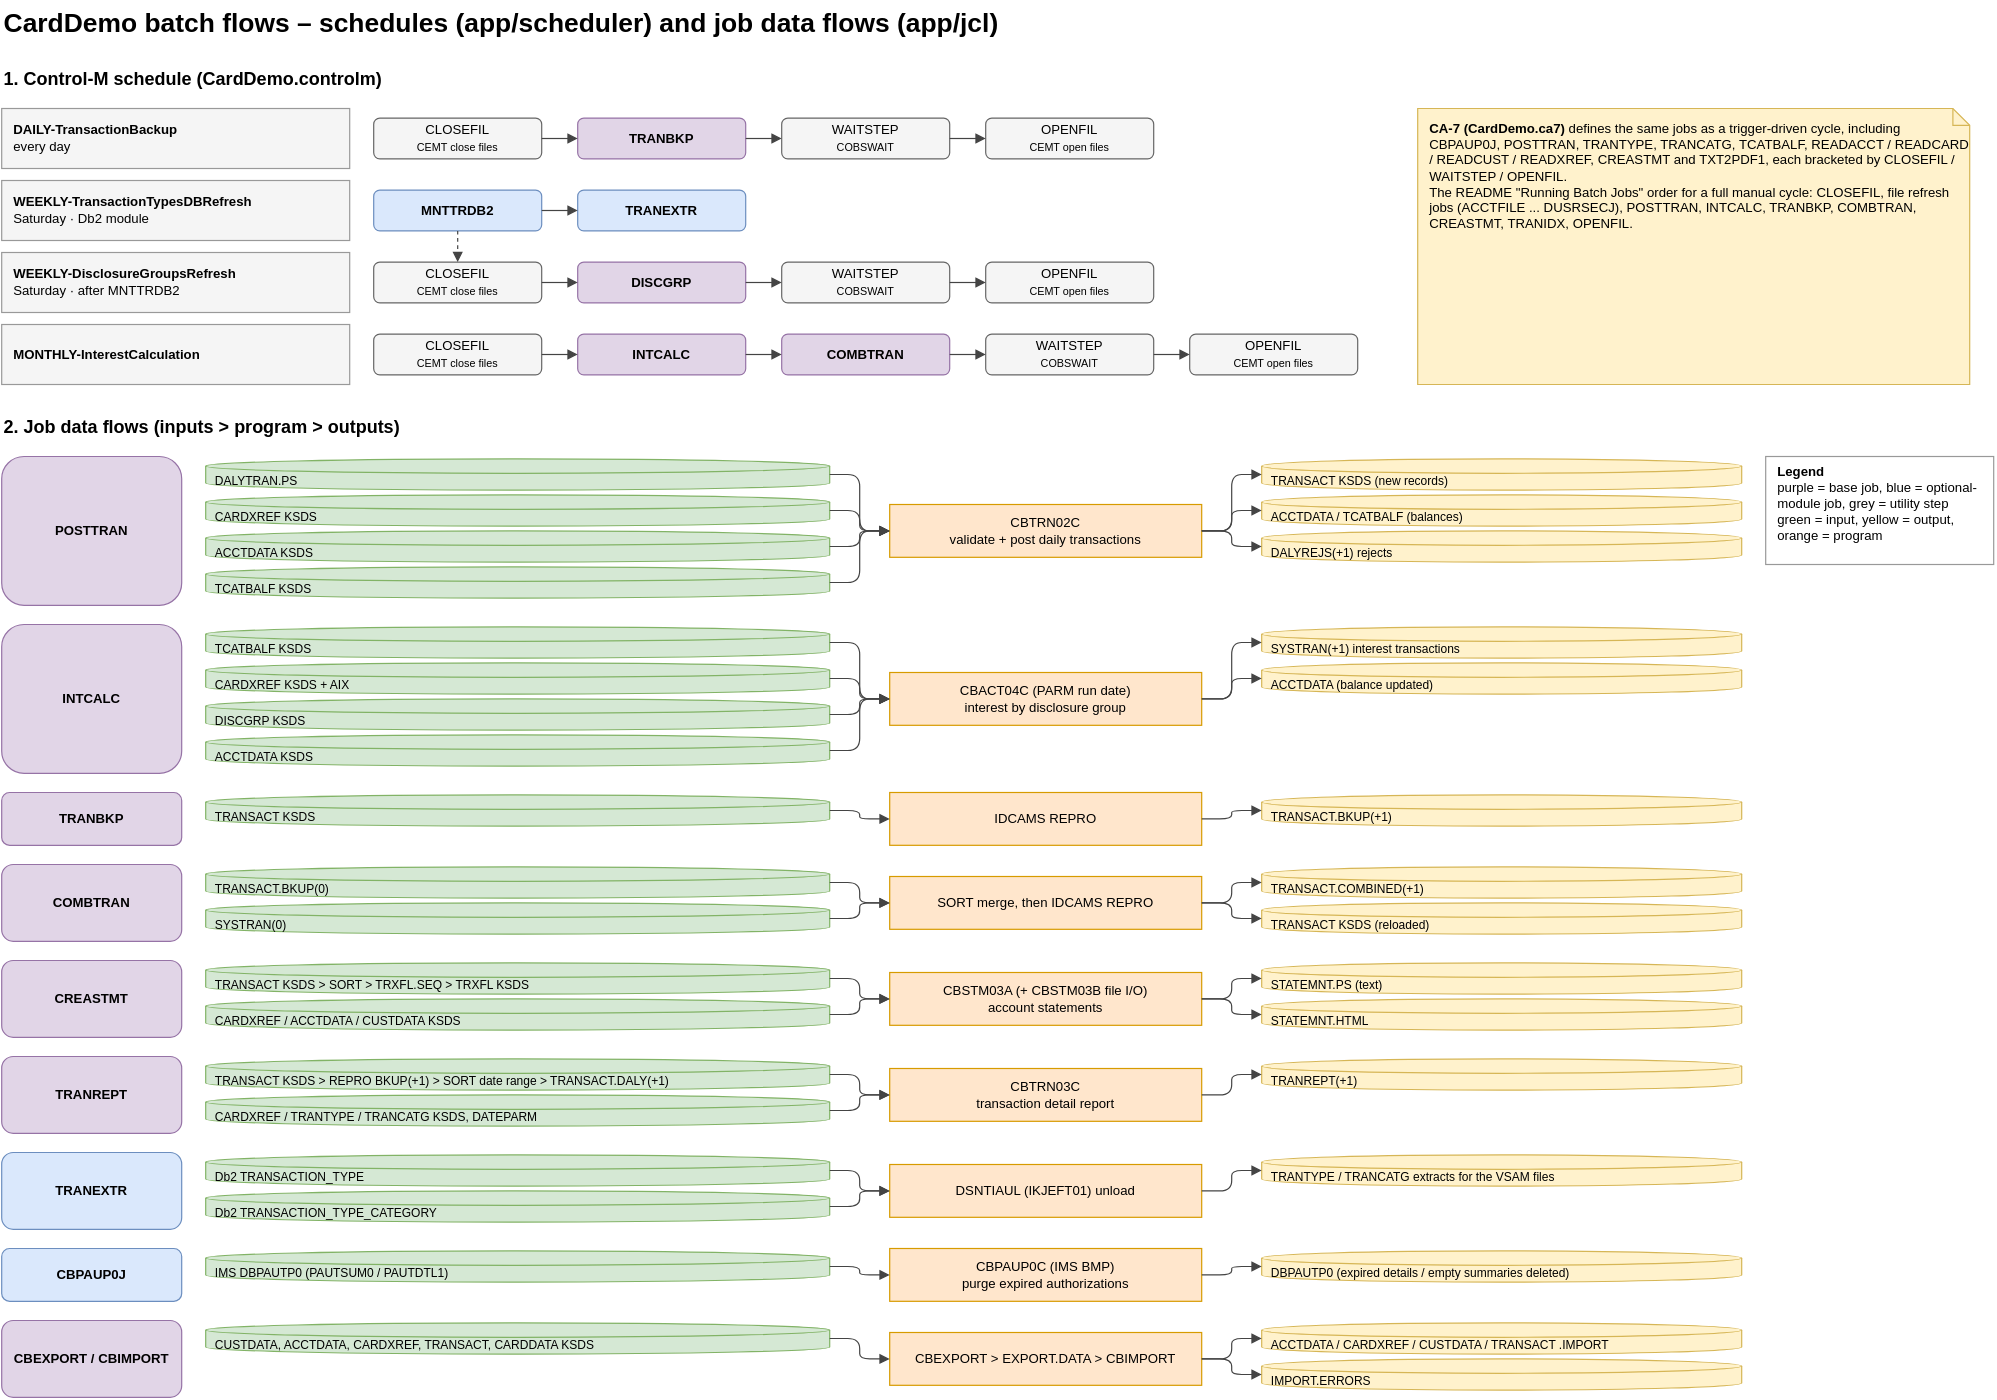 CardDemo batch flows – schedules (app/scheduler) and job data flows (app/jcl)
1. Control-M schedule (CardDemo.controlm)
DAILY-TransactionBackup
every day
CLOSEFIL
CEMT close files
TRANBKP
WAITSTEP
COBSWAIT
OPENFIL
CEMT open files
WEEKLY-TransactionTypesDBRefresh
Saturday · Db2 module
MNTTRDB2
TRANEXTR
WEEKLY-DisclosureGroupsRefresh
Saturday · after MNTTRDB2
CLOSEFIL
CEMT close files
DISCGRP
WAITSTEP
COBSWAIT
OPENFIL
CEMT open files
MONTHLY-InterestCalculation
CLOSEFIL
CEMT close files
INTCALC
COMBTRAN
WAITSTEP
COBSWAIT
OPENFIL
CEMT open files
CA-7 (CardDemo.ca7) defines the same jobs as a trigger-driven cycle, including
CBPAUP0J, POSTTRAN, TRANTYPE, TRANCATG, TCATBALF, READACCT / READCARD
/ READCUST / READXREF, CREASTMT and TXT2PDF1, each bracketed by CLOSEFIL /
WAITSTEP / OPENFIL.
The README "Running Batch Jobs" order for a full manual cycle: CLOSEFIL, file refresh
jobs (ACCTFILE ... DUSRSECJ), POSTTRAN, INTCALC, TRANBKP, COMBTRAN,
CREASTMT, TRANIDX, OPENFIL.
2. Job data flows (inputs > program > outputs)
POSTTRAN
DALYTRAN.PS
CARDXREF KSDS
ACCTDATA KSDS
TCATBALF KSDS
CBTRN02C
validate + post daily transactions
TRANSACT KSDS (new records)
ACCTDATA / TCATBALF (balances)
DALYREJS(+1) rejects
Legend
purple = base job, blue = optional-
module job, grey = utility step
green = input, yellow = output,
orange = program
INTCALC
TCATBALF KSDS
CARDXREF KSDS + AIX
DISCGRP KSDS
ACCTDATA KSDS
CBACT04C (PARM run date)
interest by disclosure group
SYSTRAN(+1) interest transactions
ACCTDATA (balance updated)
TRANBKP
TRANSACT KSDS
IDCAMS REPRO
TRANSACT.BKUP(+1)
COMBTRAN
TRANSACT.BKUP(0)
SYSTRAN(0)
SORT merge, then IDCAMS REPRO
TRANSACT.COMBINED(+1)
TRANSACT KSDS (reloaded)
CREASTMT
TRANSACT KSDS > SORT > TRXFL.SEQ > TRXFL KSDS
CARDXREF / ACCTDATA / CUSTDATA KSDS
CBSTM03A (+ CBSTM03B file I/O)
account statements
STATEMNT.PS (text)
STATEMNT.HTML
TRANREPT
TRANSACT KSDS > REPRO BKUP(+1) > SORT date range > TRANSACT.DALY(+1)
CARDXREF / TRANTYPE / TRANCATG KSDS, DATEPARM
CBTRN03C
transaction detail report
TRANREPT(+1)
TRANEXTR
Db2 TRANSACTION_TYPE
Db2 TRANSACTION_TYPE_CATEGORY
DSNTIAUL (IKJEFT01) unload
TRANTYPE / TRANCATG extracts for the VSAM files
CBPAUP0J
IMS DBPAUTP0 (PAUTSUM0 / PAUTDTL1)
CBPAUP0C (IMS BMP)
purge expired authorizations
DBPAUTP0 (expired details / empty summaries deleted)
CBEXPORT / CBIMPORT
CUSTDATA, ACCTDATA, CARDXREF, TRANSACT, CARDDATA KSDS
CBEXPORT > EXPORT.DATA > CBIMPORT
ACCTDATA / CARDXREF / CUSTDATA / TRANSACT .IMPORT
IMPORT.ERRORS